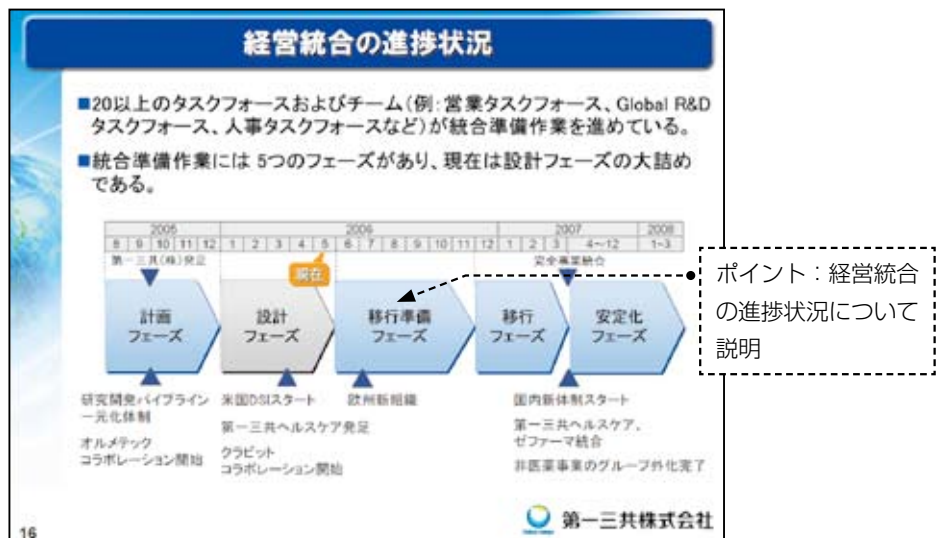 経営統合の進捗状況
■20以上のタスクフォースおよびチーム(例:営業タスクフォース、Global R&D
タスクフォース、人事タスクフォースなど)が統合準備作業を進めている。
■統合準備作業には 5つのフェーズがあり、現在は設計フェーズの大詰め
である。
2005 2006 2007 2008
8 9 10 11 12 1 2 3 4 5 6 7 8 9 10 11 12 1 2 3 4~12 1~3
第一三共(株)発足
現在
完全事業統合
計画
フェーズ
設計
フェーズ
移行準備
フェーズ
移行
フェーズ
安定化
フェーズ
研究開発パイプライン
一元化体制
オルメテック
コラボレーション開始
米国DSIスタート
第一三共ヘルスケア発足
クラビット
コラボレーション開始
欧州新組織
国内新体制スタート
第一三共ヘルスケア、
ゼファーマ統合
非医薬事業のグループ外化完了
ポイント:経営統合
の進捗状況について
説明
第一三共株式会社
16